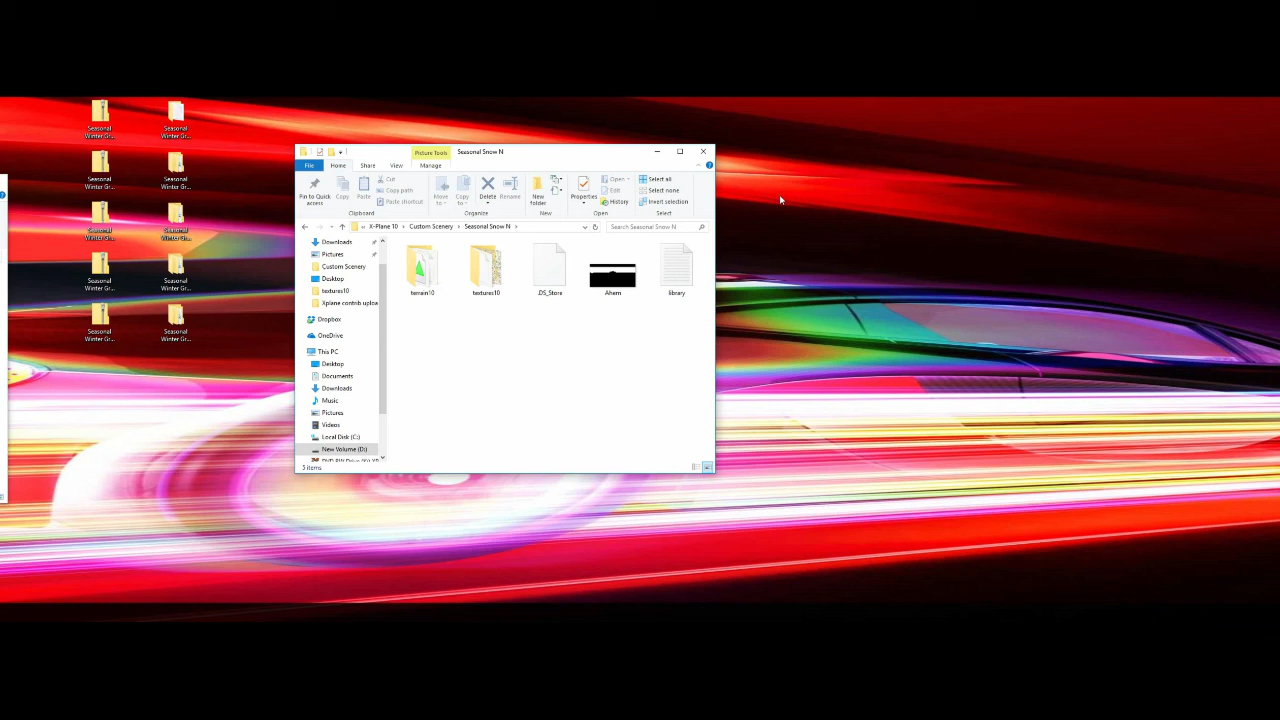 Seasonal
Winter Gr...
Seasonal
Winter Gr...
Seasonal
Winter Gr...
Seasonal
Winter Gr...
Seasonal
Winter Gr...
Seasonal
Winter Gr...
Seasonal
Winter Gr...
Seasonal
Winter Gr...
Seasonal
Winter Gr...
Seasonal
Winter Gr...
Picture Tools
Seasonal Snow N
File
Home
Share
View
Manage
Pin to Quick
access
Copy
Paste
Cut
Copy path
Paste shortcut
Clipboard
Move
to
Copy
to
Delete
Rename
Organize
New
folder
New
Properties
Open
Edit
History
Open
Select all
Select none
Invert selection
Select
« X-Plane 10 > Custom Scenery > Seasonal Snow N >
Search Seasonal Snow N
Downloads
Pictures
Custom Scenery
Desktop
textures10
Xplane contrib uploa
Dropbox
OneDrive
This PC
Desktop
Documents
Downloads
Music
Pictures
Videos
Local Disk (C:)
New Volume (D:)
terrain10
textures10
.DS_Store
Ahern
library
5 items